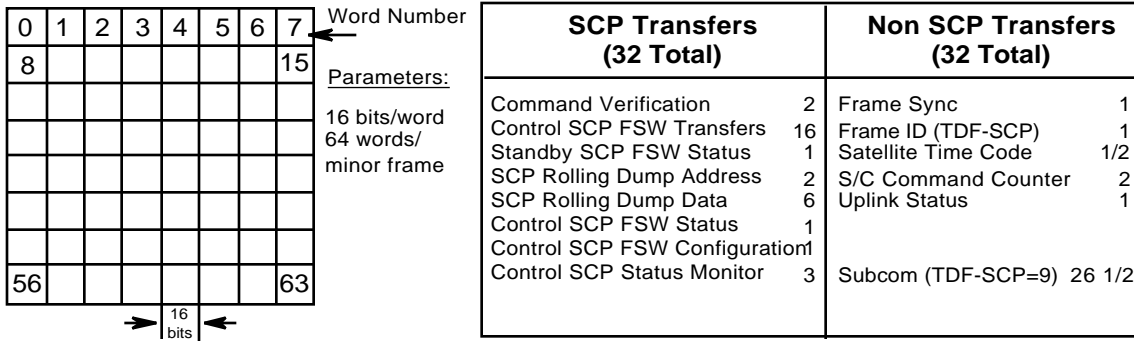 0 1 2 3 4 5 6 7
8 15
56 63
16
bits
Word Number
Parameters:
16 bits/word
64 words/
minor frame
SCP Transfers
(32 Total)
Command Verification 2
Control SCP FSW Transfers 16
Standby SCP FSW Status 1
SCP Rolling Dump Address 2
SCP Rolling Dump Data 6
Control SCP FSW Status 1
Control SCP FSW Configuration 1
Control SCP Status Monitor 3
Non SCP Transfers
(32 Total)
Frame Sync 1
Frame ID (TDF-SCP) 1
Satellite Time Code 1/2
S/C Command Counter 2
Uplink Status 1
Subcom (TDF-SCP=9) 26 1/2